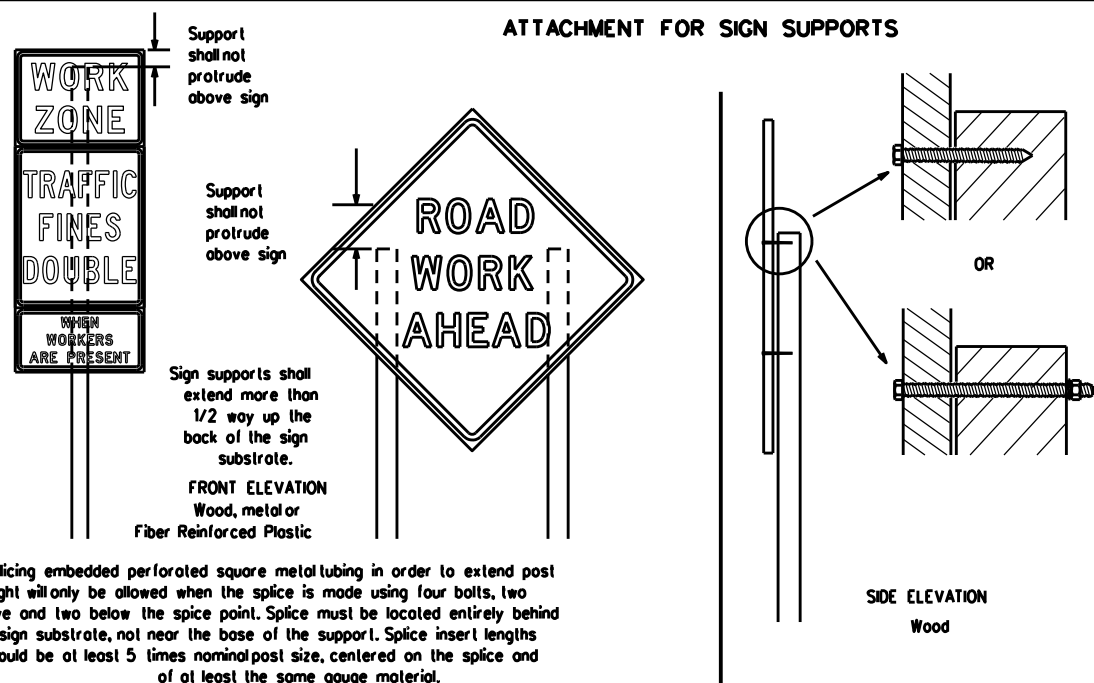 ATTACHMENT FOR SIGN SUPPORTS
Support
shall not
protrude
above sign
WORK
ZONE
TRAFFIC
FINES
DOUBLE
WHEN
WORKERS
ARE PRESENT
Support
shall not
protrude
above sign
ROAD
WORK
AHEAD
Sign supports shall
extend more than
1/2 way up the
back of the sign
substrate.
FRONT ELEVATION
Wood, metal or
Fiber Reinforced Plastic
licing embedded perforated square metal tubing in order to extend post
ght will only be allowed when the splice is made using four bolts, two
ve and two below the spice point. Splice must be located entirely behind
sign substrate, not near the base of the support. Splice insert lengths
ould be at least 5 times nominal post size, centered on the splice and
of at least the same gauge material.
OR
SIDE ELEVATION
Wood